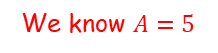 We know A = 5